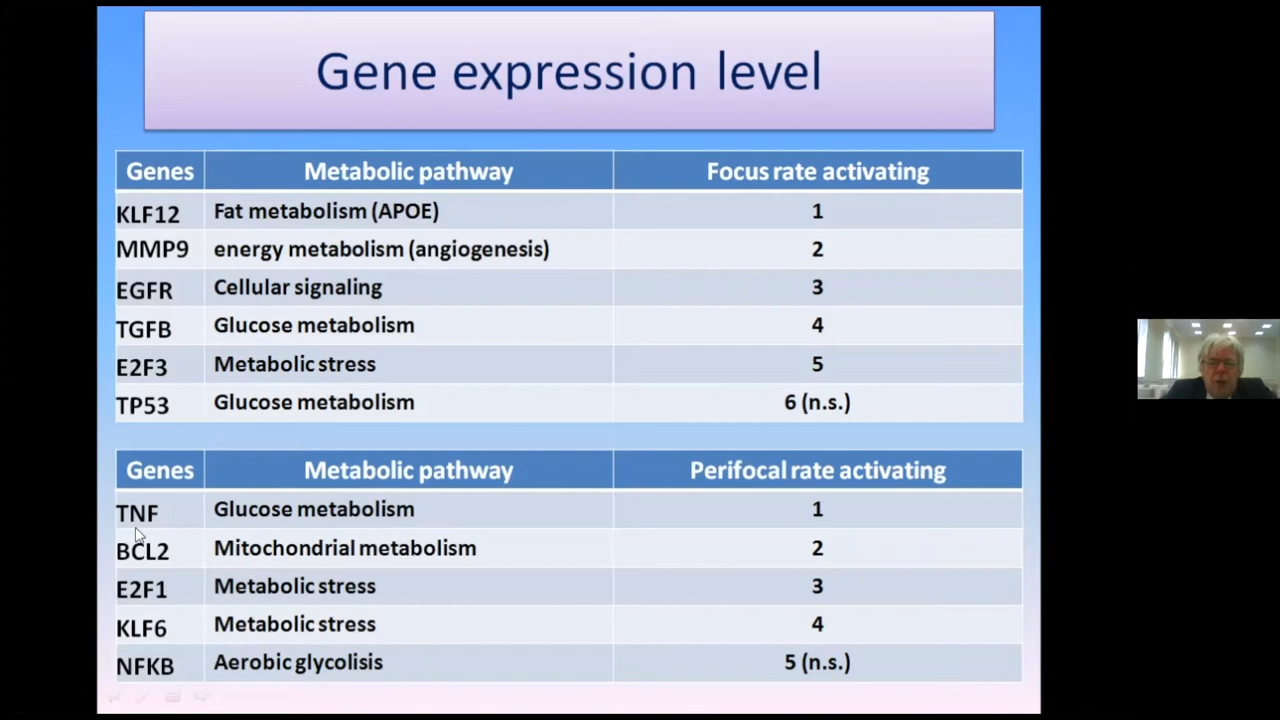 Gene expression level
Genes Metabolic pathway Focus rate activating
KLF12 Fat metabolism (APOE) 1
MMP9 energy metabolism (angiogenesis) 2
EGFR Cellular signaling 3
TGFB Glucose metabolism 4
E2F3 Metabolic stress 5
TP53 Glucose metabolism 6 (n.s.)
Genes Metabolic pathway Perifocal rate activating
TNF Glucose metabolism 1
BCL2 Mitochondrial metabolism 2
E2F1 Metabolic stress 3
KLF6 Metabolic stress 4
NFKB Aerobic glycolisis 5 (n.s.)